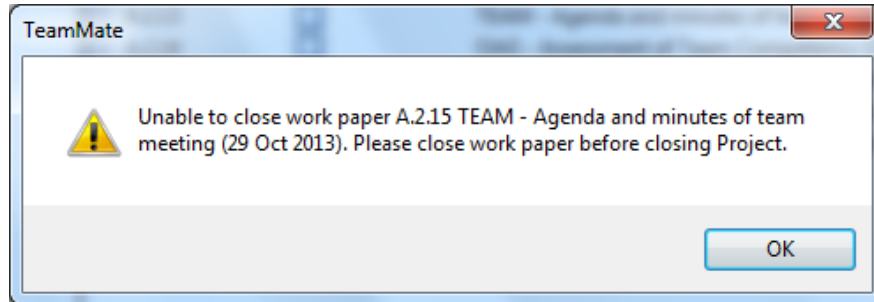 TeamMate
Unable to close work paper A.2.15 TEAM - Agenda and minutes of team
meeting (29 Oct 2013). Please close work paper before closing Project.
OK